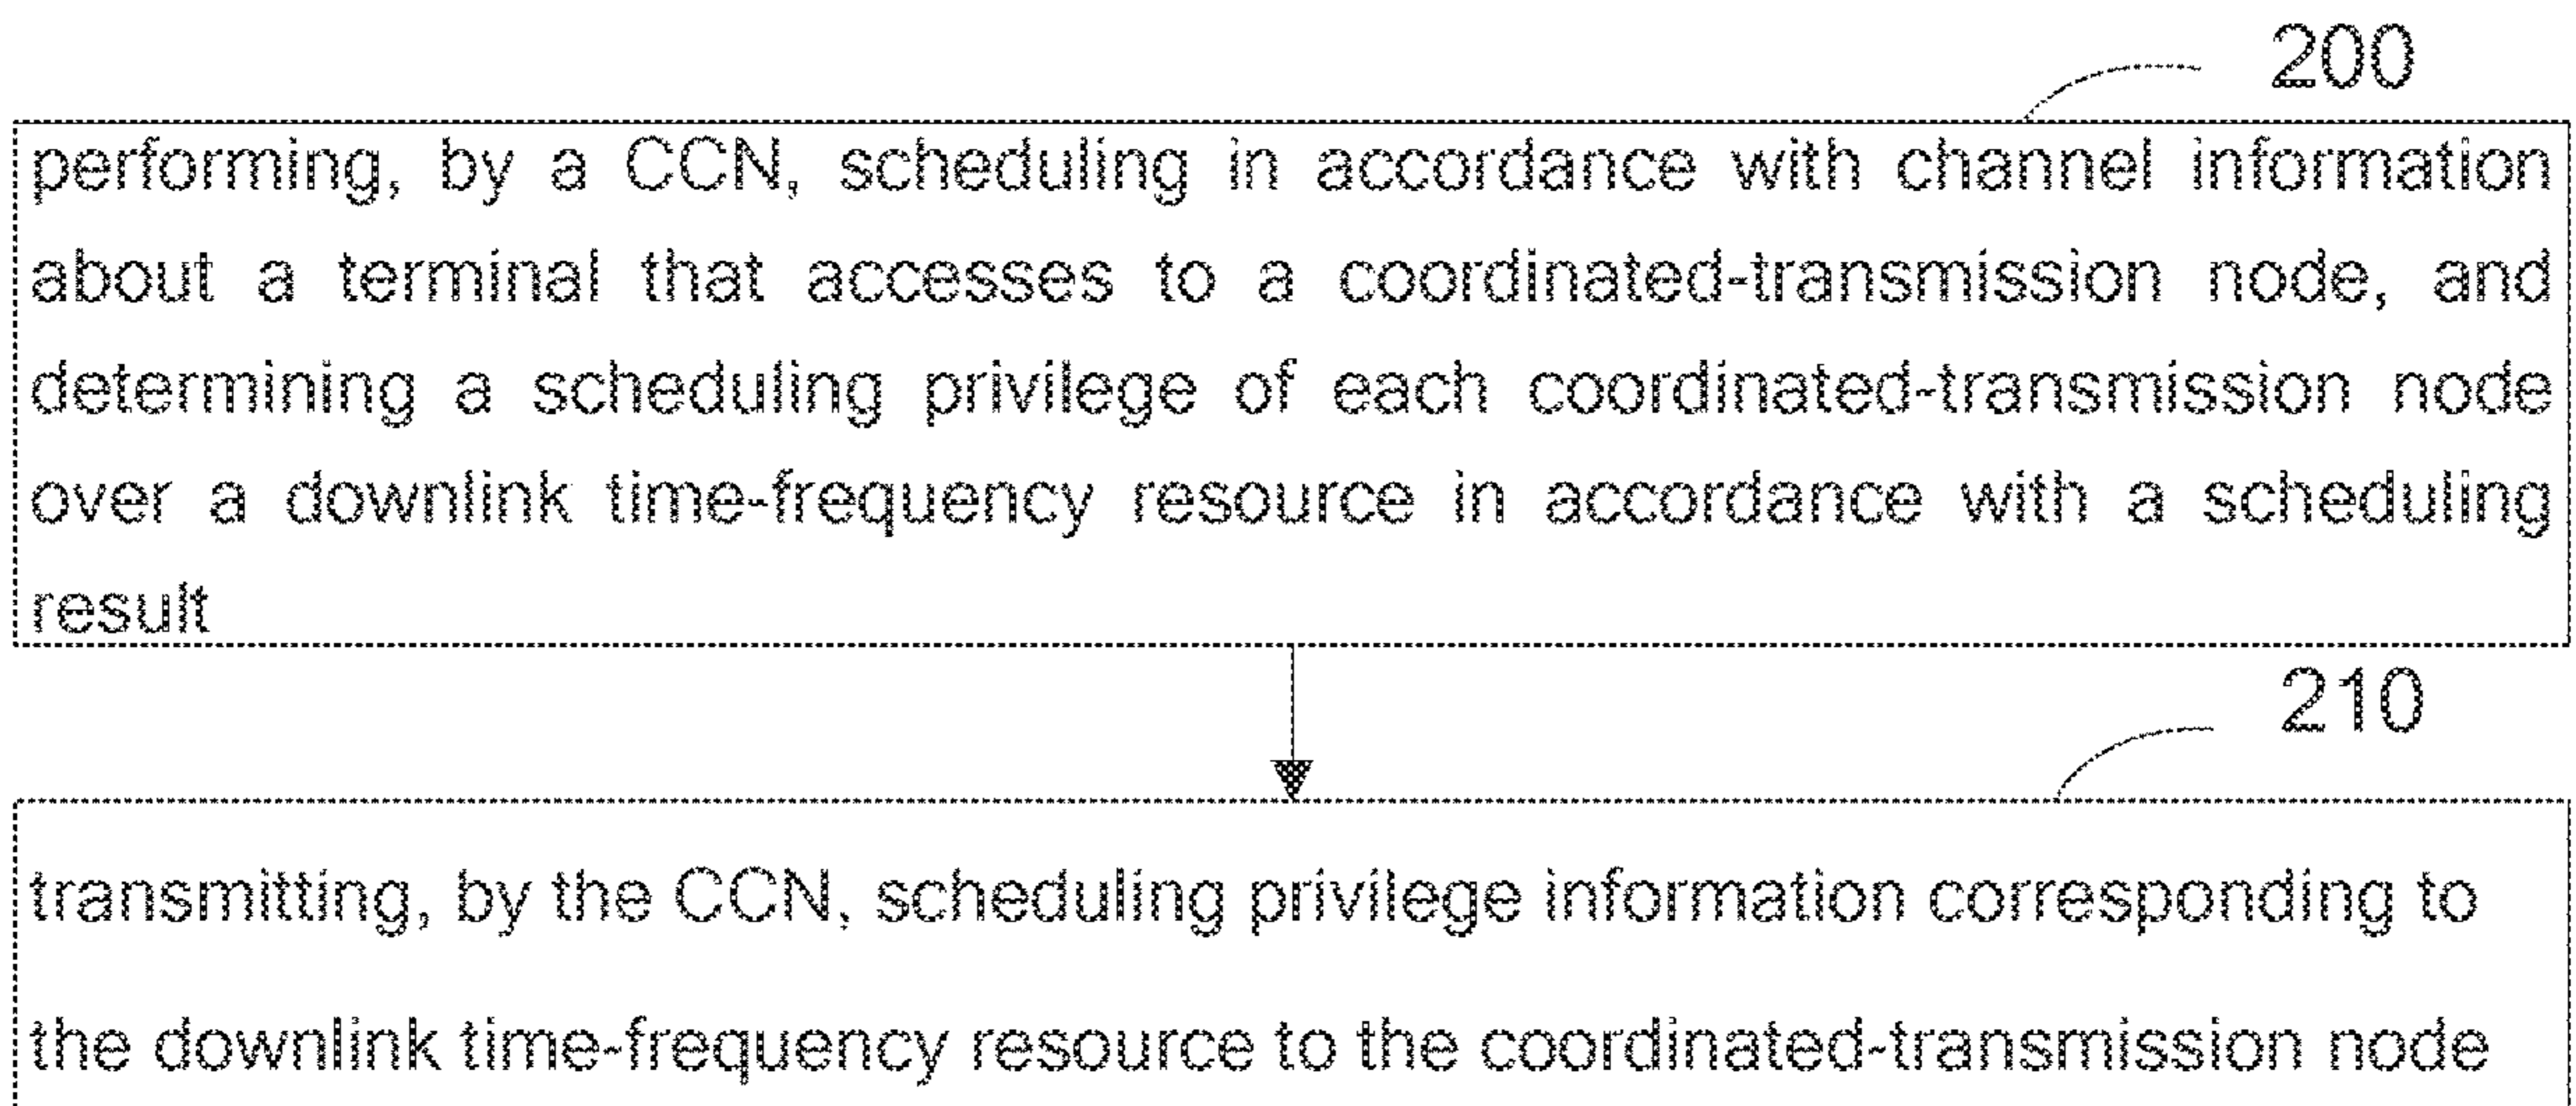 200
performing, by a CCN, scheduling in accordance with channel information
about a terminal that accesses to a coordinated-transmission node, and
determining a scheduling privilege of each coordinated-transmission node
over a downlink time-frequency resource in accordance with a scheduling
result
210
transmitting, by the CCN, scheduling privilege information corresponding to
the downlink time-frequency resource to the coordinated-transmission node